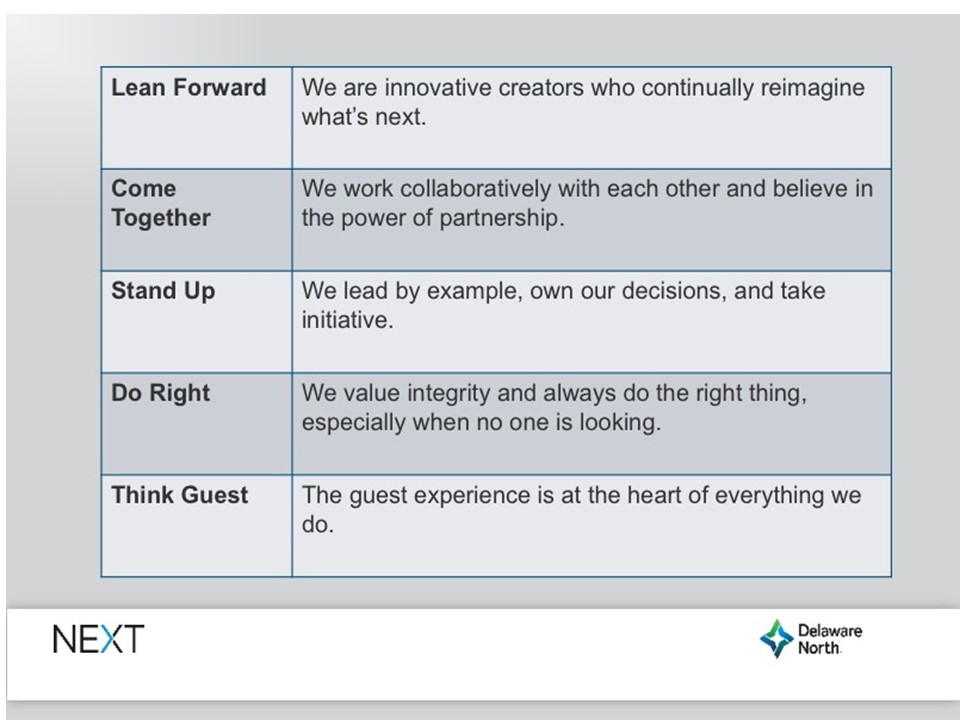 Lean Forward
We are innovative creators who continually reimagine
what’s next.
Come
Together
We work collaboratively with each other and believe in
the power of partnership.
Stand Up
We lead by example, own our decisions, and take
initiative.
Do Right
We value integrity and always do the right thing,
especially when no one is looking.
Think Guest
The guest experience is at the heart of everything we
do.
NEXT
Delaware
North